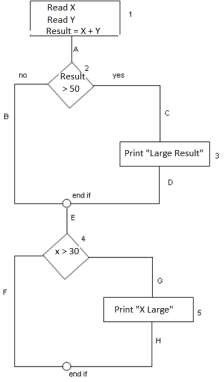 Read X
Read Y
Result = X + Y
1
A
2
no
Result
> 50
yes
B
C
Print "Large Result"
3
D
end if
E
4
x > 30
F
G
Print "X Large"
5
H
end if